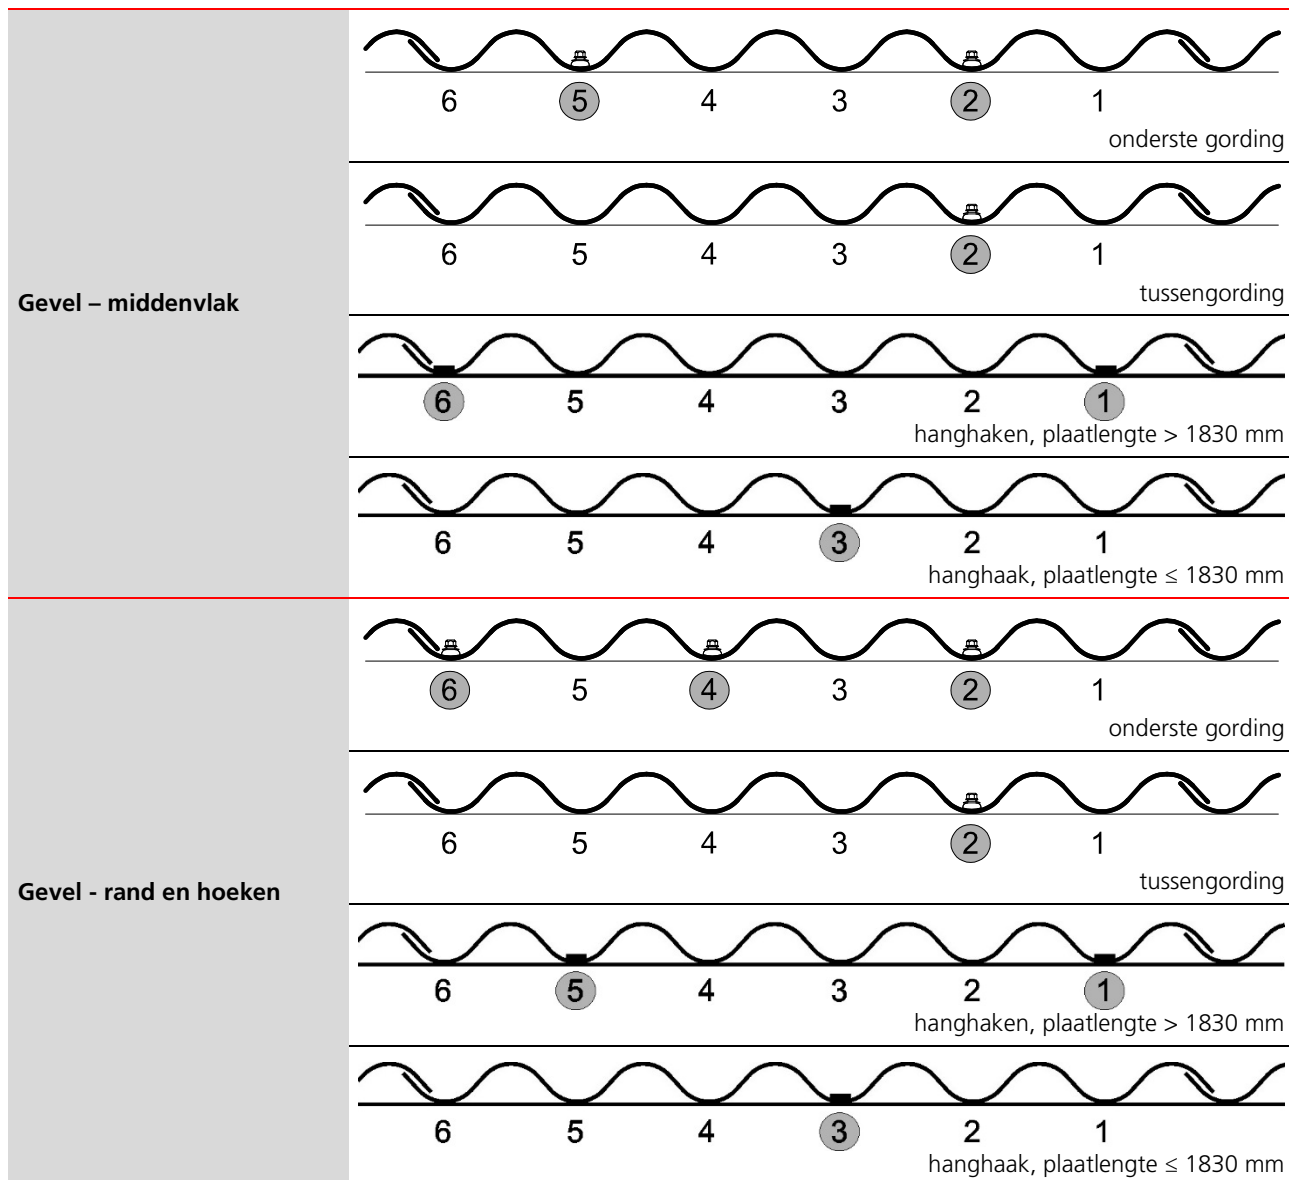 6 5 4 3 2 1
onderste gording
6 5 4 3 2 1
tussengording
Gevel – middenvlak
6 5 4 3 2 1
hanghaken, plaatlengte > 1830 mm
6 5 4 3 2 1
hanghaak, plaatlengte ≤ 1830 mm
6 5 4 3 2 1
onderste gording
6 5 4 3 2 1
tussengording
Gevel - rand en hoeken
6 5 4 3 2 1
hanghaken, plaatlengte > 1830 mm
6 5 4 3 2 1
hanghaak, plaatlengte ≤ 1830 mm